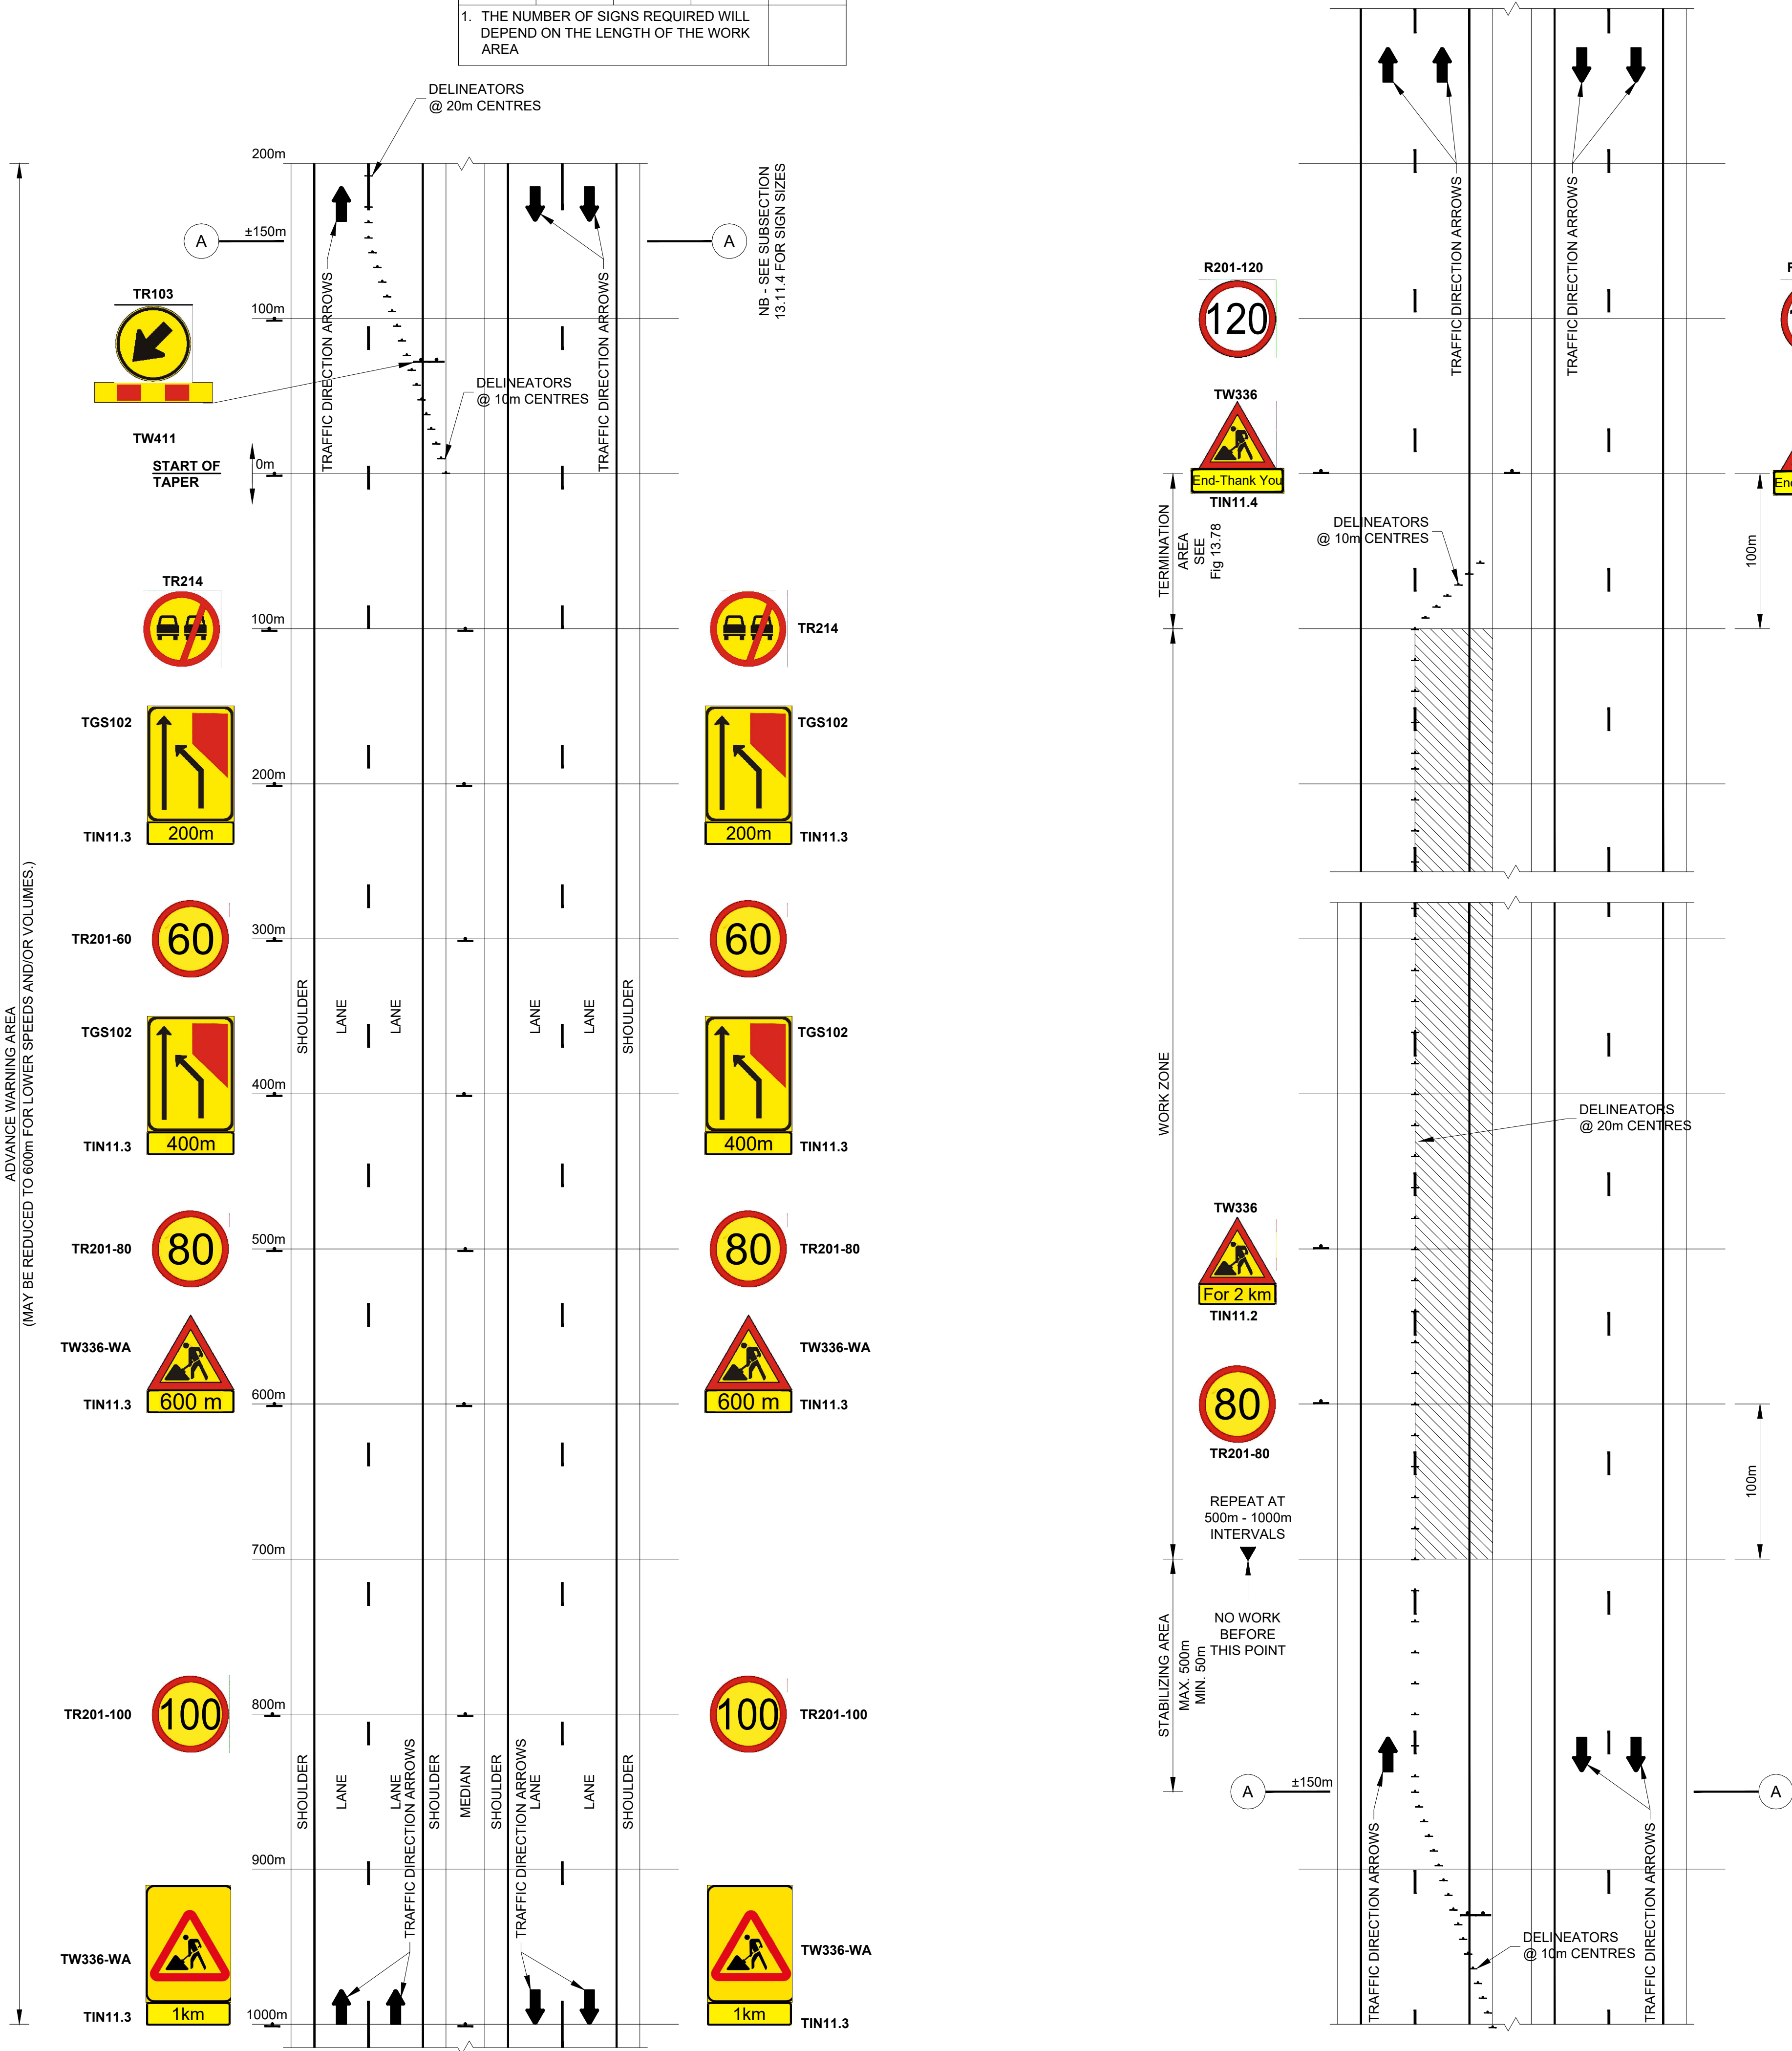 1. THE NUMBER OF SIGNS REQUIRED WILL
DEPEND ON THE LENGTH OF THE WORK
AREA
DELINEATORS
@ 20m CENTRES
200m
±150m
A
A
NB - SEE SUBSECTION
13.11.4 FOR SIGN SIZES
TR103
100m
TRAFFIC DIRECTION ARROWS
TRAFFIC DIRECTION ARROWS
DELINEATORS
@ 10m CENTRES
TW411
START OF
TAPER
0m
TR214
100m
TR214
TGS102
TGS102
200m
TIN11.3
200m
200m
TIN11.3
ADVANCE WARNING AREA
(MAY BE REDUCED TO 600m FOR LOWER SPEEDS AND/OR VOLUMES.)
TR201-60
60
300m
60
SHOULDER
LANE
LANE
LANE
LANE
SHOULDER
TGS102
TGS102
400m
TIN11.3
400m
400m
TIN11.3
TR201-80
80
500m
80
TR201-80
TW336-WA
TW336-WA
TIN11.3
600 m
600m
600 m
TIN11.3
700m
TR201-100
100
800m
100
TR201-100
SHOULDER
LANE
LANE
TRAFFIC DIRECTION ARROWS
SHOULDER
MEDIAN
SHOULDER
TRAFFIC DIRECTION ARROWS
LANE
LANE
SHOULDER
900m
TW336-WA
TW336-WA
TIN11.3
1km
1000m
1km
TIN11.3
TRAFFIC DIRECTION ARROWS
TRAFFIC DIRECTION ARROWS
R201-120
120
TW336
End-Thank You
TIN11.4
TERMINATION
AREA
SEE
Fig 13.78
DELINEATORS
@ 10m CENTRES
100m
WORK ZONE
DELINEATORS
@ 20m CENTRES
TW336
For 2 km
TIN11.2
80
TR201-80
100m
REPEAT AT
500m - 1000m
INTERVALS
NO WORK
BEFORE
THIS POINT
STABILIZING AREA
MAX. 500m
MIN. 50m
A
±150m
A
TRAFFIC DIRECTION ARROWS
TRAFFIC DIRECTION ARROWS
DELINEATORS
@ 10m CENTRES